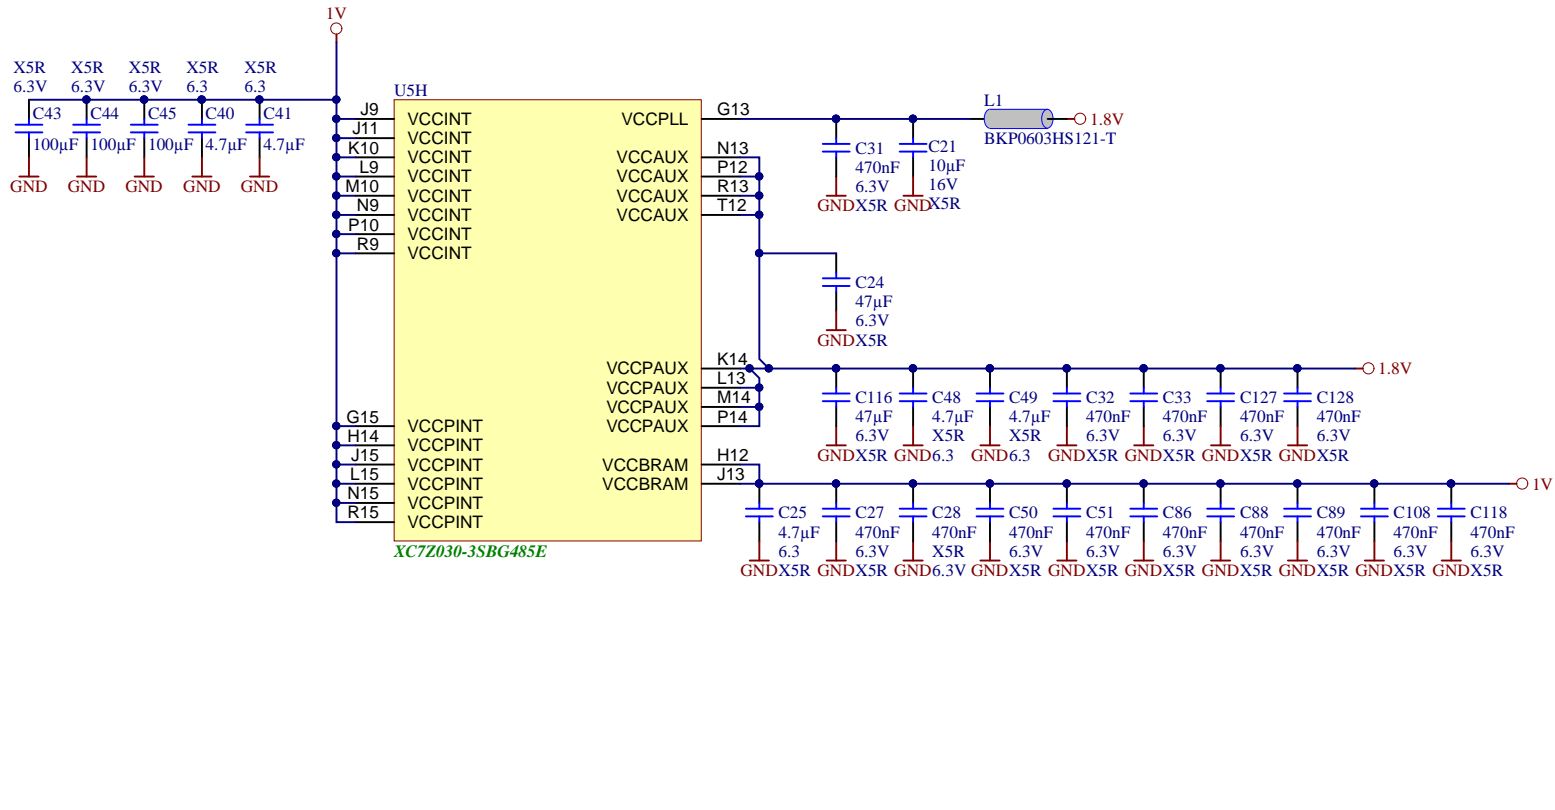 1V
X5R X5R X5R X5R X5R
6.3V 6.3V 6.3V 6.3 6.3
C43 C44 C45 C40 C41
100µF 100µF 100µF 4.7µF 4.7µF
GND GND GND GND GND
U5H
J9 VCCINT
J11 VCCINT
K10 VCCINT
L9 VCCINT
M10 VCCINT
N9 VCCINT
P10 VCCINT
R9 VCCINT
G15 VCCPINT
H14 VCCPINT
J15 VCCPINT
L15 VCCPINT
N15 VCCPINT
R15 VCCPINT
VCCPLL G13
VCCAUX N13
VCCAUX P12
VCCAUX R13
VCCAUX T12
VCCPAUX K14
VCCPAUX L13
VCCPAUX M14
VCCPAUX P14
VCCBRAM H12
VCCBRAM J13
XC7Z030-3SBG485E
L1
1.8V
BKP0603HS121-T
C31 C21
470nF 10µF
6.3V 16V
GND X5R GND X5R
C24
47µF
6.3V
GND X5R
1.8V
C116 C48 C49 C32 C33 C127 C128
47µF 4.7µF 4.7µF 470nF 470nF 470nF 470nF
6.3V X5R X5R 6.3V 6.3V 6.3V 6.3V
GND X5R GND 6.3 GND 6.3 GND X5R GND X5R GND X5R GND X5R
1V
C25 C27 C28 C50 C51 C86 C88 C89 C108 C118
4.7µF 470nF 470nF 470nF 470nF 470nF 470nF 470nF 470nF 470nF
6.3 6.3V X5R 6.3V 6.3V 6.3V 6.3V 6.3V 6.3V 6.3V
GND X5R GND X5R GND 6.3V GND X5R GND X5R GND X5R GND X5R GND X5R GND X5R GND X5R